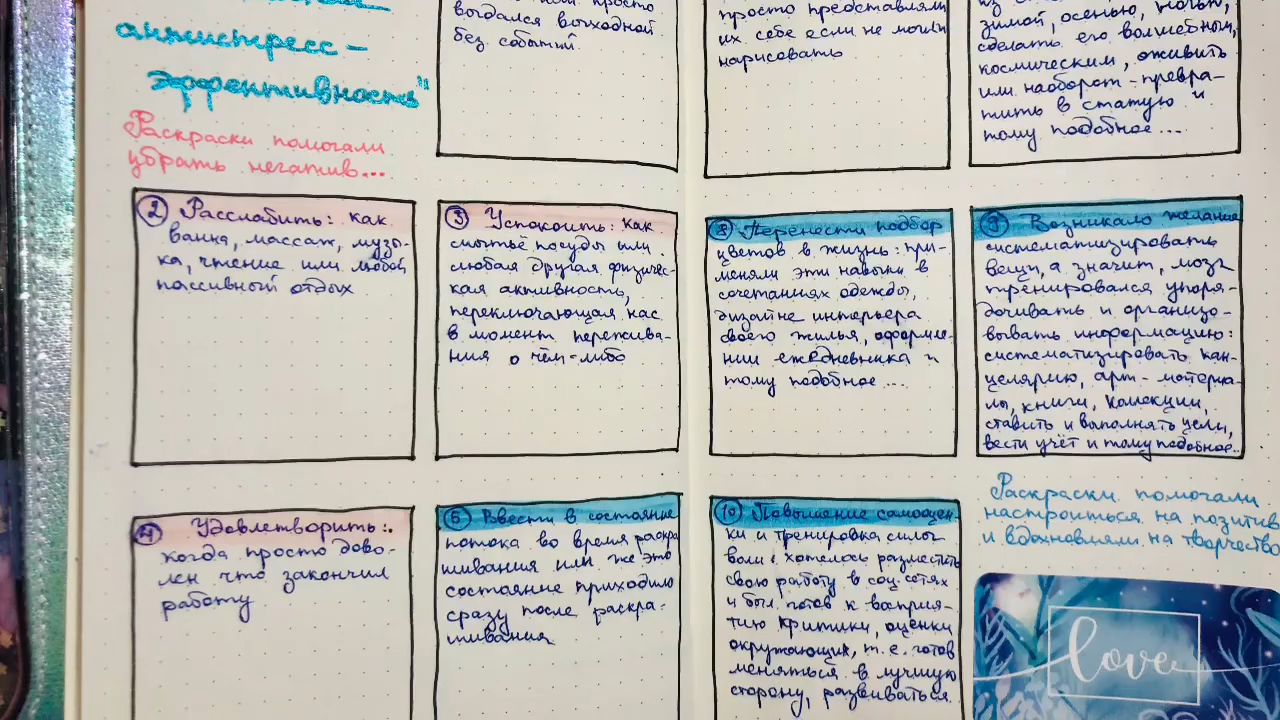 антистресс-
эффективность"
Раскраски помогали
убрать негатив...
просто
выдался выходной
без событий
просто представляли
их себе если не могли
нарисовать
зимой, осенью, ночью,
сделать его волшебным,
космическим, оживить
или наоборот - превра-
тить в статую и
тому подобное...
2 Расслабить: как
ванна, массаж, музы-
ка, чтение или любой
пассивный отдых
3 Успокоить: как
мытьё посуды или
любая другая физичес-
кая активность,
переключающая нас
в момент пережива-
ния о чём-либо
8 Перенести подбор
цветов в жизнь: при-
меняли эти навыки в
сочетаниях одежды,
дизайне интерьера
своего жилья, оформле-
нии ежедневника и
тому подобное...
9 Возникало желание
систематизировать
вещи, а значит, мозг
тренировался упоря-
дочивать и организо-
вывать информацию:
систематизировать кан-
целярию, арт-материа-
лы, книги, колекции,
ставить и выполнять цели,
вести учёт и тому подобное..
4 Удовлетворить:
когда просто дово-
лен что закончил
работу
5 Ввести в состояние
потока во время раскра
шивания или же это
состояние приходило
сразу после раскра-
шивания
10 Повышение самооцен-
ки и тренировка силы
воли: хотелось разместить
свою работу в соц. сетях
и был готов к восприя-
тию критики, оценки
окружающих, т.е. готов
меняться в лучшую
сторону, развиваться.
Раскраски помогали
настроиться на позитив
и вдохновляли на творчество
love